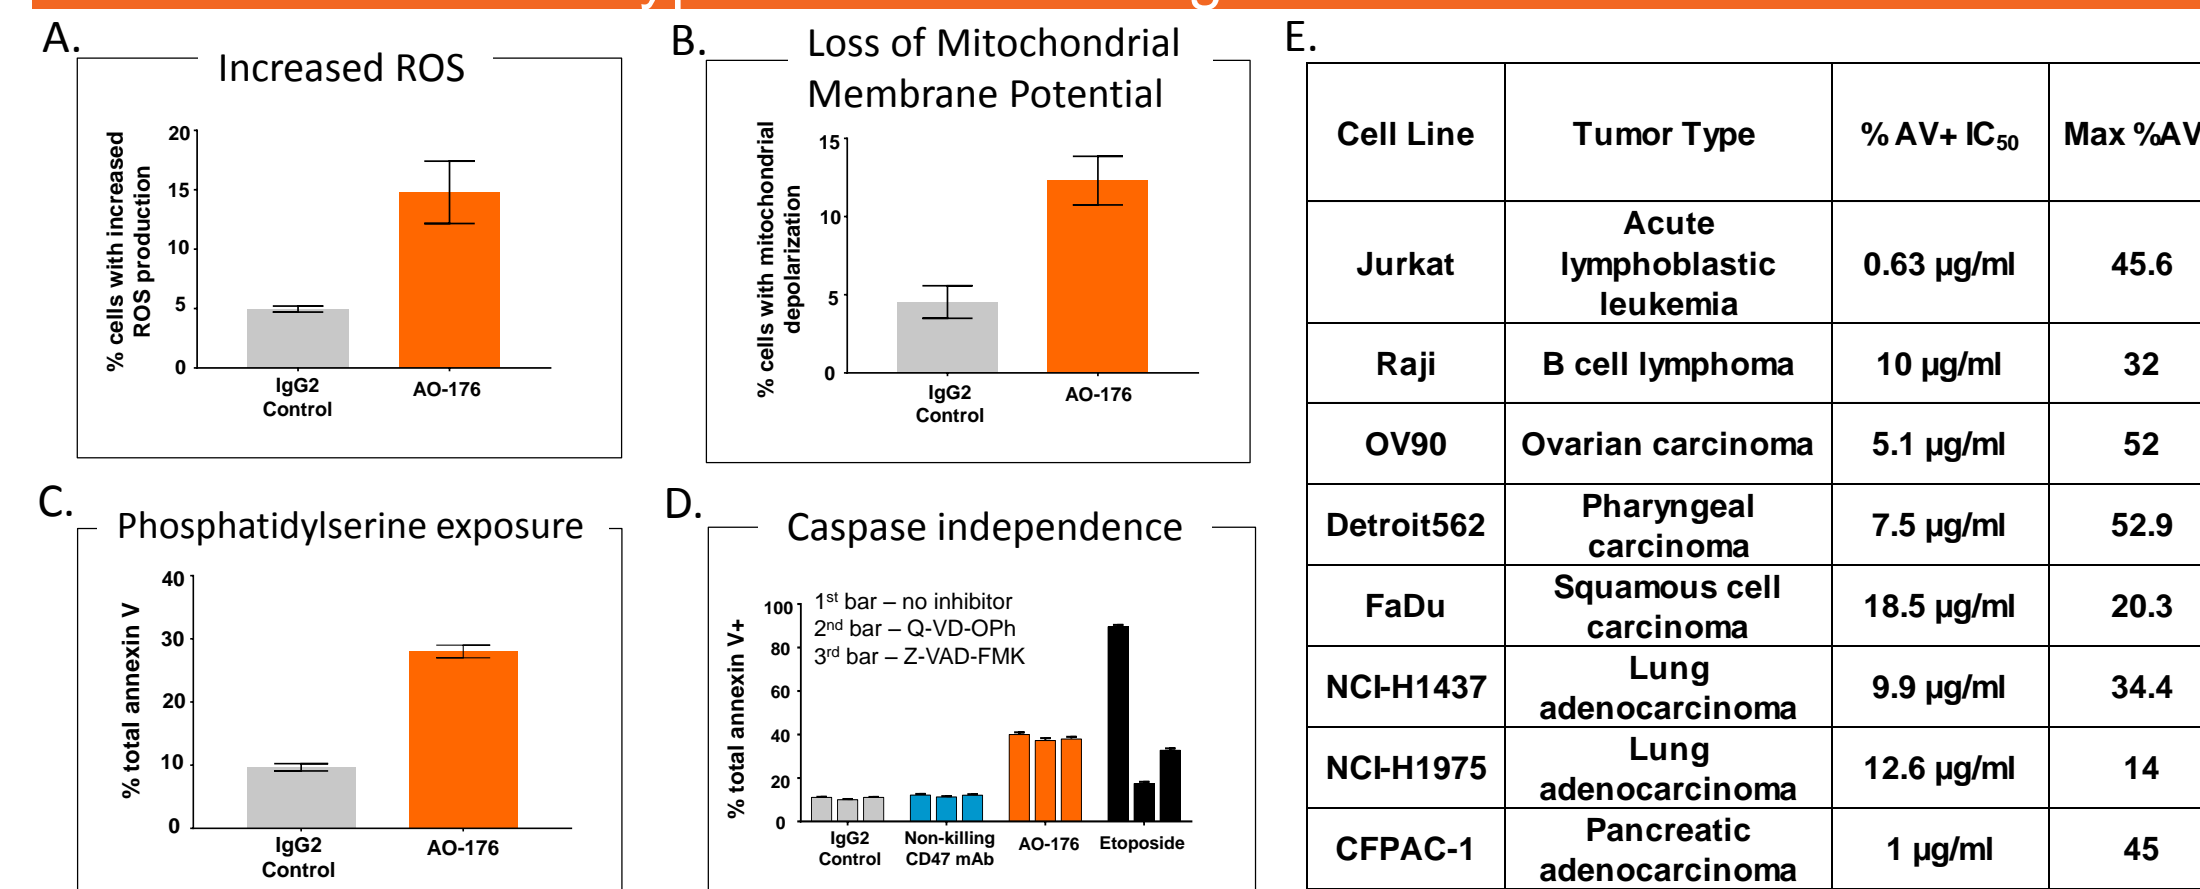 A.
Increased ROS
% cells with increased
ROS production
20
15
10
5
0
IgG2
Control
AO-176
B.
Loss of Mitochondrial
Membrane Potential
% cells with mitochondrial
depolarization
15
10
5
0
IgG2
Control
AO-176
C.
Phosphatidylserine exposure
% total annexin V
40
30
20
10
0
IgG2
Control
AO-176
D.
Caspase independence
% total annexin V+
100
80
60
40
20
0
1st bar – no inhibitor
2nd bar – Q-VD-OPh
3rd bar – Z-VAD-FMK
IgG2
Control
Non-killing
CD47 mAb
AO-176
Etoposide
E.
Cell Line Tumor Type % AV+ IC50 Max %AV
Jurkat Acute lymphoblastic leukemia 0.63 µg/ml 45.6
Raji B cell lymphoma 10 µg/ml 32
OV90 Ovarian carcinoma 5.1 µg/ml 52
Detroit562 Pharyngeal carcinoma 7.5 µg/ml 52.9
FaDu Squamous cell carcinoma 18.5 µg/ml 20.3
NCI-H1437 Lung adenocarcinoma 9.9 µg/ml 34.4
NCI-H1975 Lung adenocarcinoma 12.6 µg/ml 14
CFPAC-1 Pancreatic adenocarcinoma 1 µg/ml 45